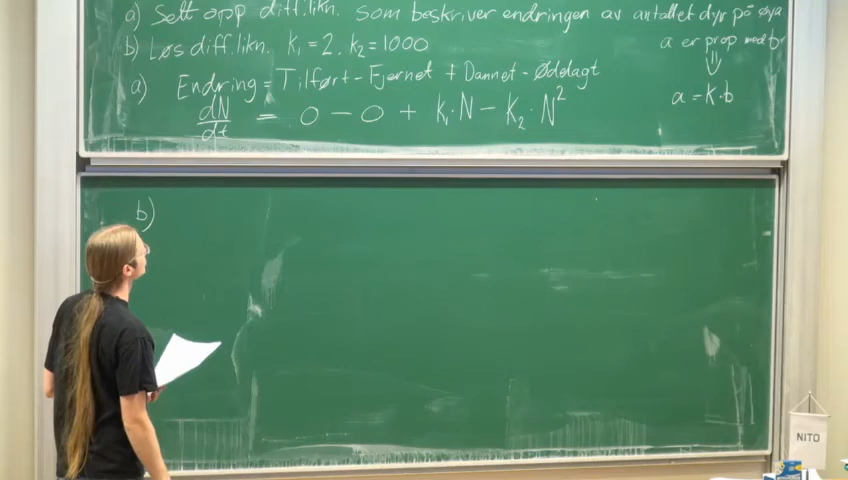 a) Sett opp diff.likn. som beskriver endringen av antallet dyr på øya
b) Løs diff.likn. k₁ = 2. k₂ = 1000
a er prop med b
⇓
a = K·b
a) Endring = Tilført - Fjernet + Dannet - Ødelagt
dN/dt = 0 - 0 + k₁·N - k₂·N²
b)
NITO